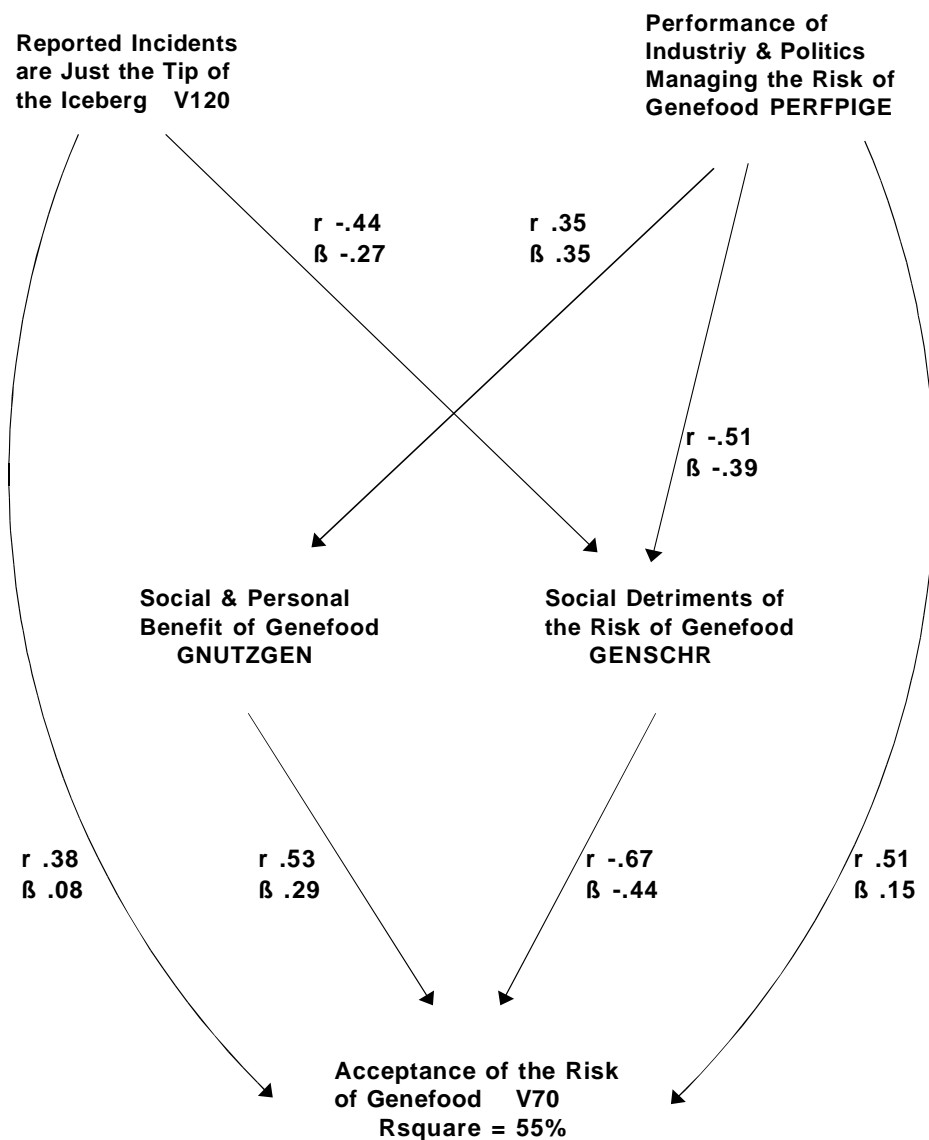 Reported Incidents
are Just the Tip of
the Iceberg V120
Performance of
Industriy & Politics
Managing the Risk of
Genefood PERFPIGE
r -.44
ß -.27
r .35
ß .35
r -.51
ß -.39
Social & Personal
Benefit of Genefood
GNUTZGEN
Social Detriments of
the Risk of Genefood
GENSCHR
r .38
ß .08
r .53
ß .29
r -.67
ß -.44
r .51
ß .15
Acceptance of the Risk
of Genefood V70
Rsquare = 55%